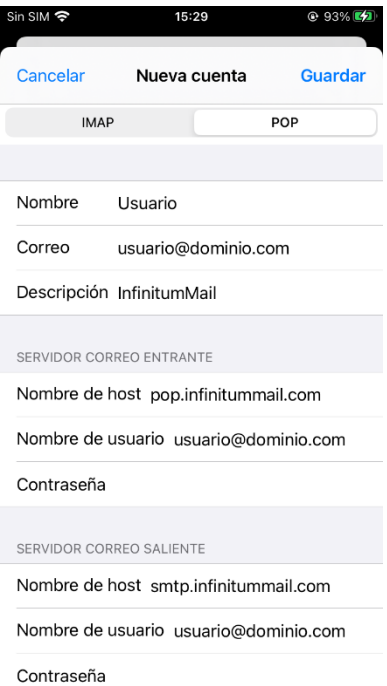 Sin SIM 15:29 93%
Cancelar Nueva cuenta Guardar
IMAP POP
Nombre Usuario
Correo usuario@dominio.com
Descripción InfinitumMail
SERVIDOR CORREO ENTRANTE
Nombre de host pop.infinitummail.com
Nombre de usuario usuario@dominio.com
Contraseña
SERVIDOR CORREO SALIENTE
Nombre de host smtp.infinitummail.com
Nombre de usuario usuario@dominio.com
Contraseña